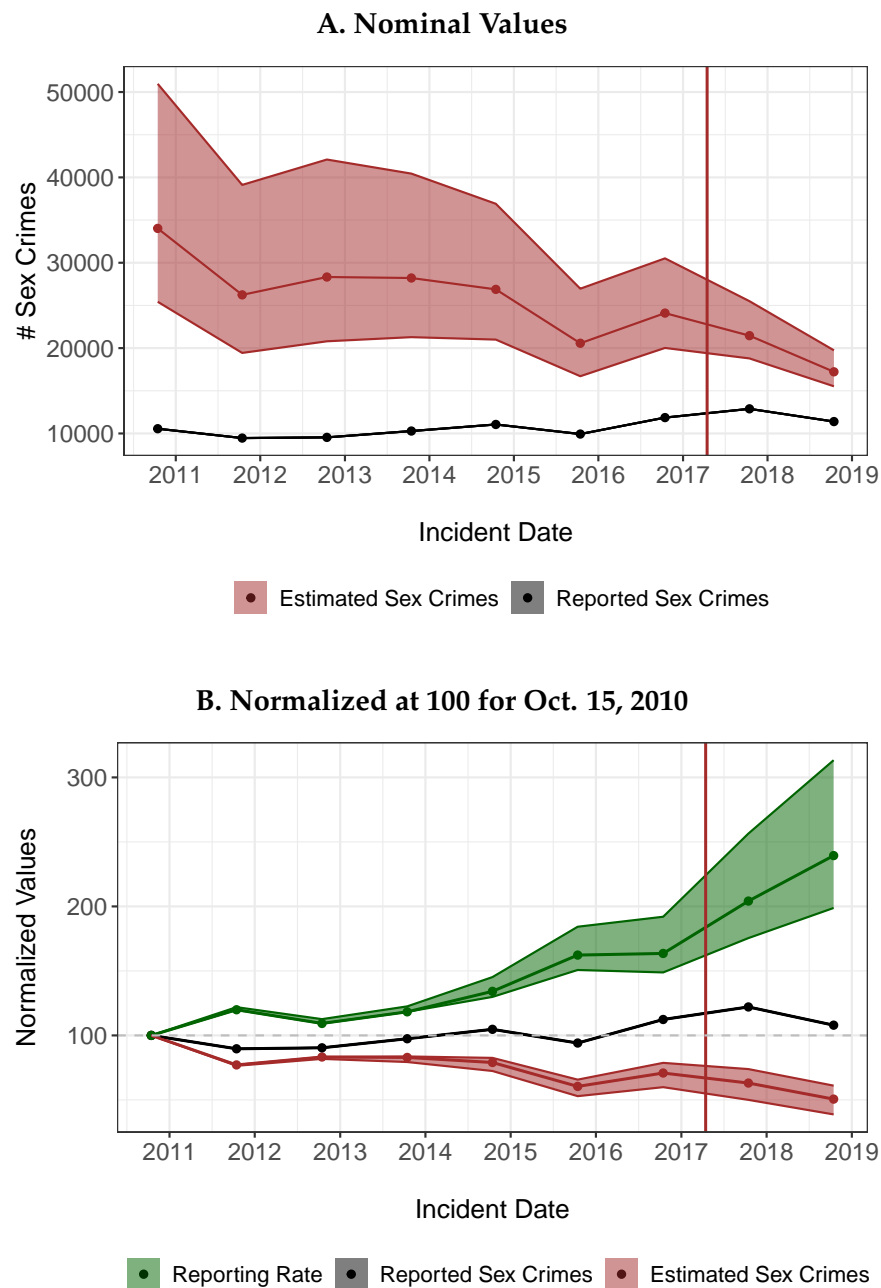 A. Nominal Values
50000
40000
30000
20000
10000
# Sex Crimes
2011 2012 2013 2014 2015 2016 2017 2018 2019
Incident Date
Estimated Sex Crimes Reported Sex Crimes
B. Normalized at 100 for Oct. 15, 2010
300
200
100
Normalized Values
2011 2012 2013 2014 2015 2016 2017 2018 2019
Incident Date
Reporting Rate Reported Sex Crimes Estimated Sex Crimes